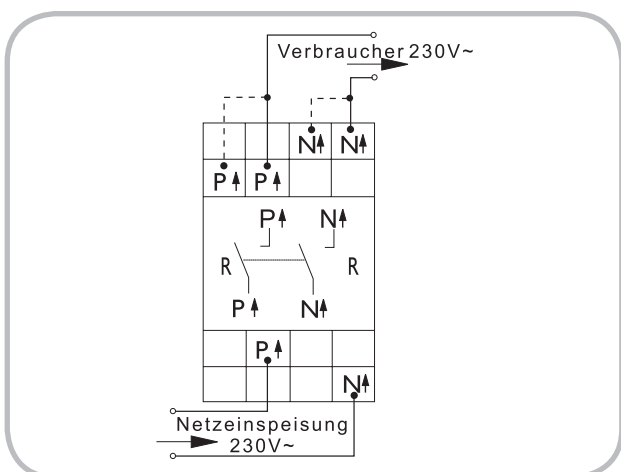 Verbraucher 230V~
N N
P P
P N
R R
P N
P
N
Netzeinspeisung
230V~